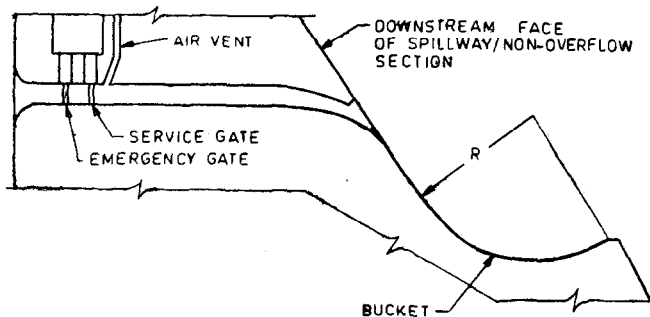 DOWNSTREAM FACE
OF SPILLWAY/NON-OVERFLOW
SECTION
AIR VENT
SERVICE GATE
EMERGENCY GATE
R
BUCKET